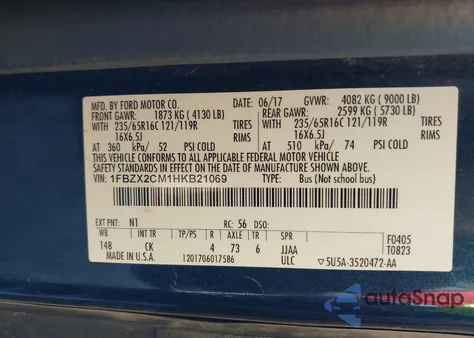 MFD. BY FORD MOTOR CO.
DATE: 06/17 GVWR: 4082 KG ( 9000 LB)
FRONT GAWR: 1873 KG ( 4130 LB) REAR GAWR: 2599 KG ( 5730 LB)
WITH 235/65R16C 121/119R TIRES WITH 235/65R16C 121/119R TIRES
16X6.5J RIMS 16X6.5J RIMS
AT 360 kPa/ 52 PSI COLD AT 510 kPa/ 74 PSI COLD
THIS VEHICLE CONFORMS TO ALL APPLICABLE FEDERAL MOTOR VEHICLE
SAFETY STANDARDS IN EFFECT ON THE DATE OF MANUFACTURE SHOWN ABOVE.
VIN: 1FBZX2CM1HKB21069 TYPE: Bus (Not school bus)
EXT PNT: N1 RC: 56 DSO: F0405
WB TP/PS R AXLE TR SPR T0823
148 CK 4 73 6 JJAA
MADE IN U.S.A. 1201706017586 ULC 5U5A-3520472-AA
autoSnap